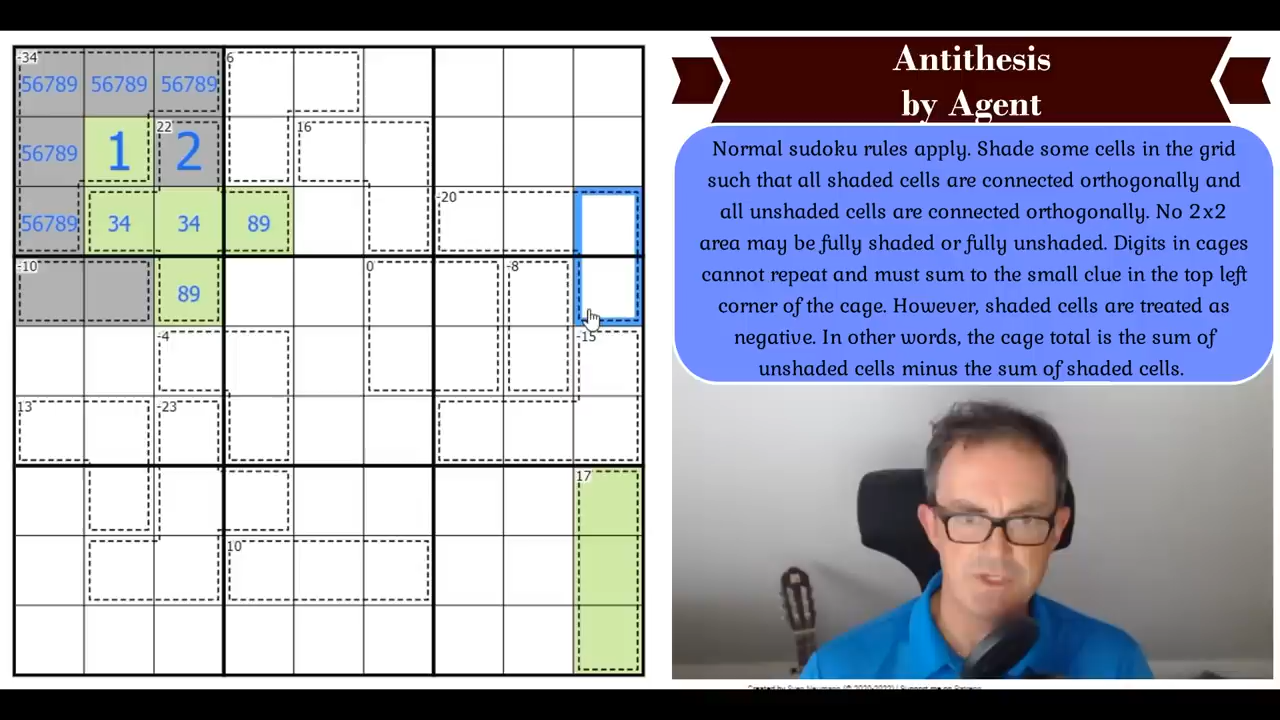 Antithesis
by Agent
Normal sudoku rules apply. Shade some cells in the grid
such that all shaded cells are connected orthogonally and
all unshaded cells are connected orthogonally. No 2x2
area may be fully shaded or fully unshaded. Digits in cages
cannot repeat and must sum to the small clue in the top left
corner of the cage. However, shaded cells are treated as
negative. In other words, the cage total is the sum of
unshaded cells minus the sum of shaded cells.
-34 6
56789 56789 56789
22 16
56789 1 2
-20
56789 34 34 89
-10 0 -8
89
-4 -15
13 -23
17
10